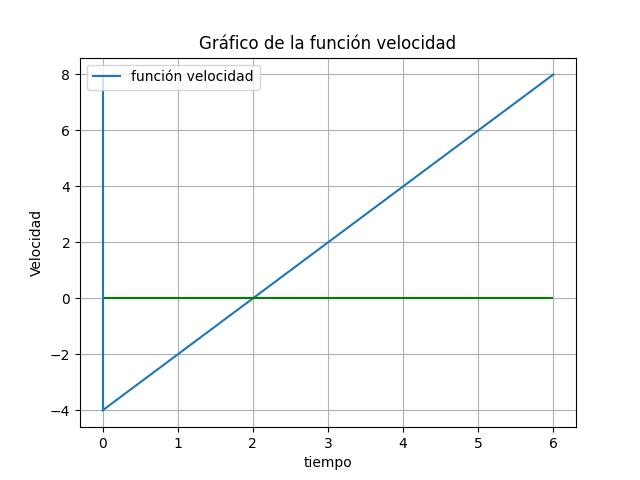 Gráfico de la función velocidad
función velocidad
8
6
4
2
0
−2
−4
Velocidad
0 1 2 3 4 5 6
tiempo